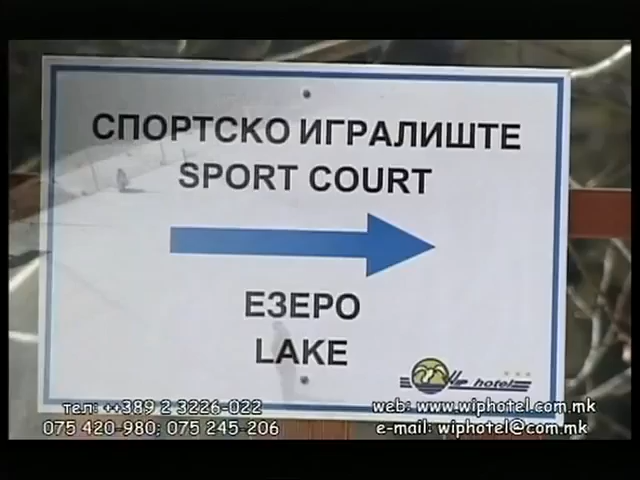 СПОРТСКО ИГРАЛИШТЕ
SPORT COURT
ЕЗЕРО
LAKE
Vip hotel
тел: ++389 2 3226-022
075 420-980; 075 245-206
web: www.wiphotel.com.mk
e-mail: wiphotel@com.mk